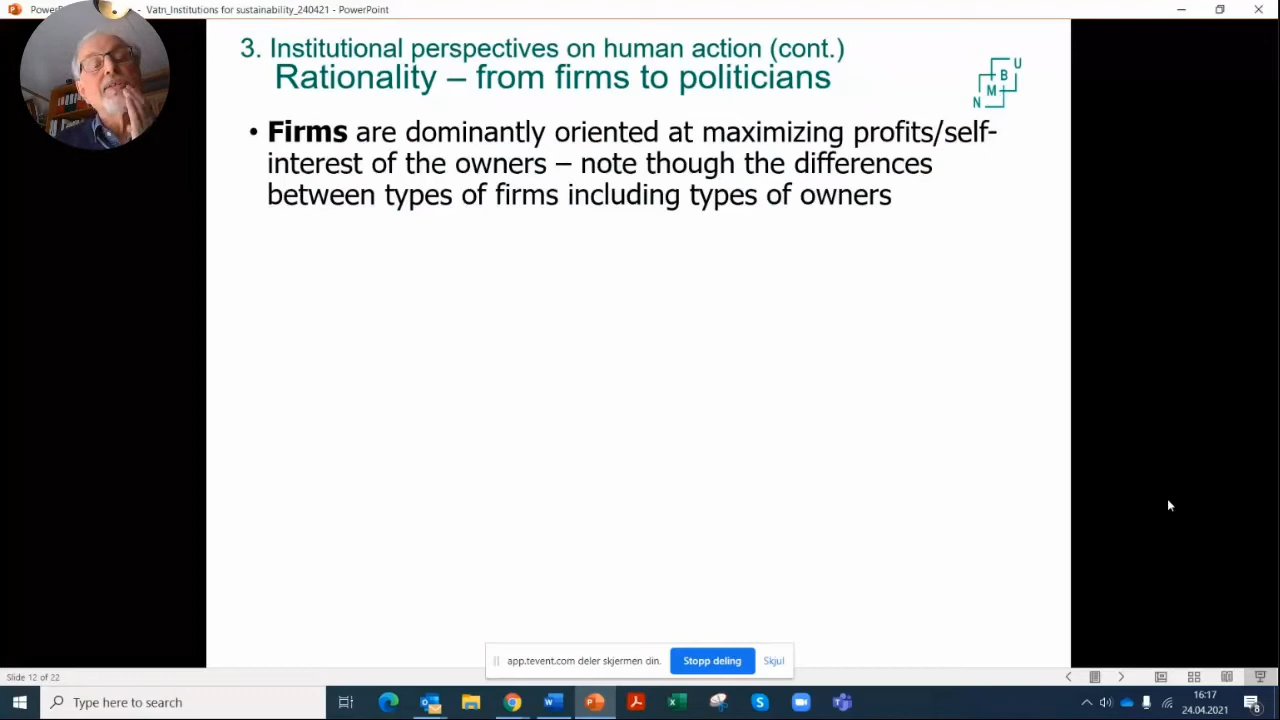 Vatn_Institutions for sustainability_240421 - PowerPoint
3. Institutional perspectives on human action (cont.)
Rationality – from firms to politicians
N M B U
• Firms are dominantly oriented at maximizing profits/self-
interest of the owners – note though the differences
between types of firms including types of owners
app.tevent.com deler skjermen din.
Stopp deling
Skjul
Slide 12 of 22
Type here to search
16:17
24.04.2021
8